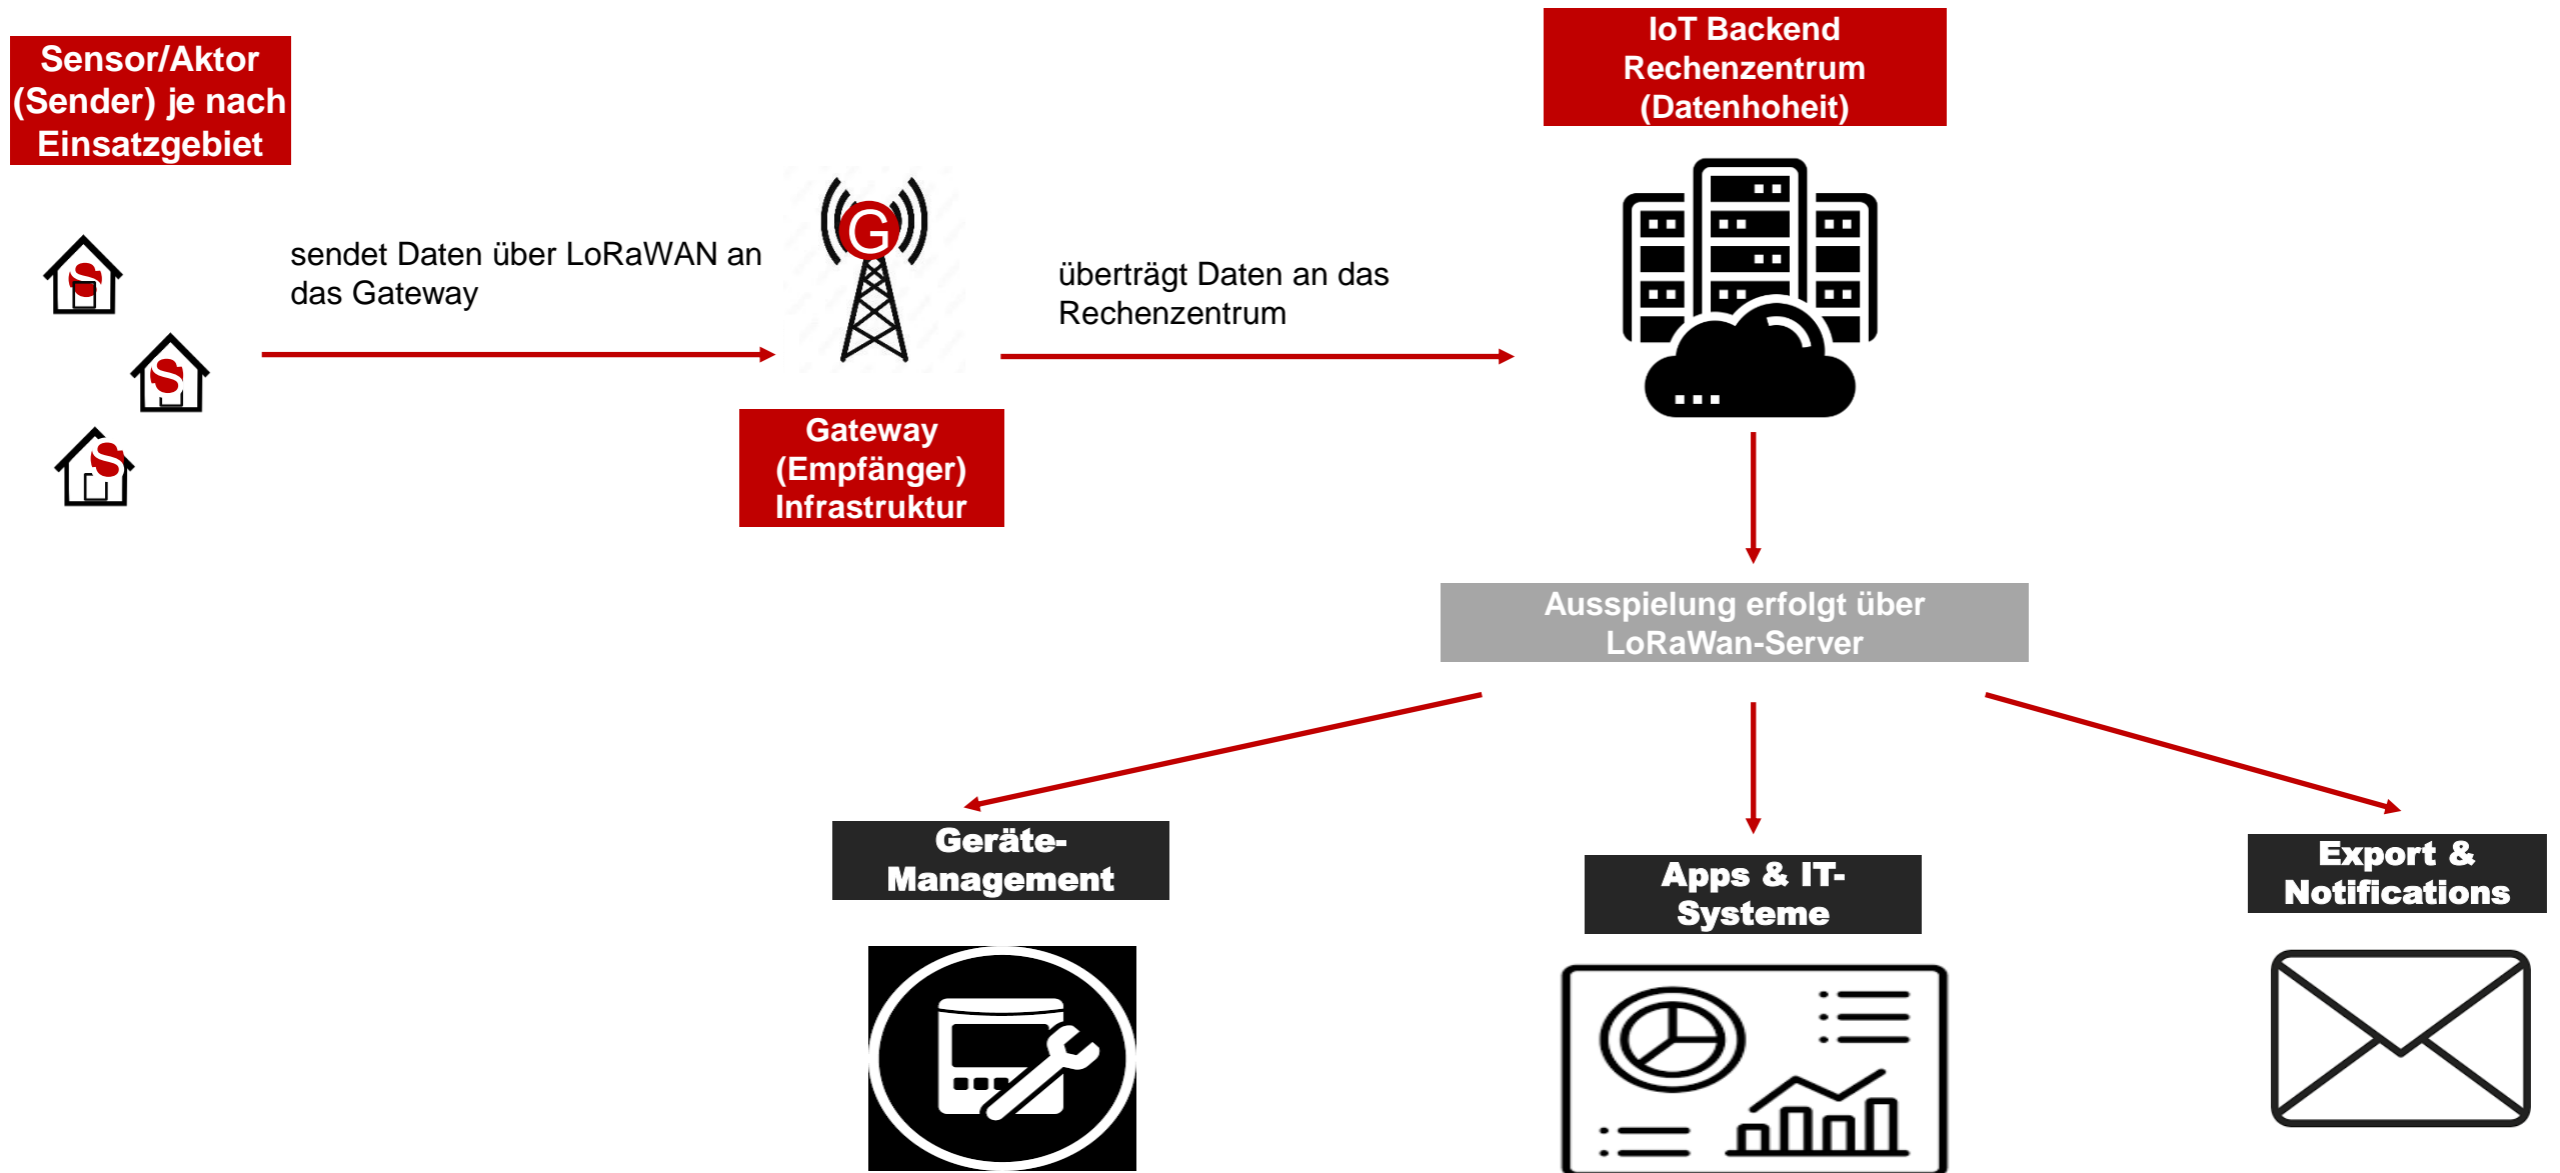 Sensor/Aktor
(Sender) je nach
Einsatzgebiet
S
S
S
sendet Daten über LoRaWAN an
das Gateway
G
Gateway
(Empfänger)
Infrastruktur
überträgt Daten an das
Rechenzentrum
IoT Backend
Rechenzentrum
(Datenhoheit)
Ausspielung erfolgt über
LoRaWan-Server
Geräte-
Management
Apps & IT-
Systeme
Export &
Notifications